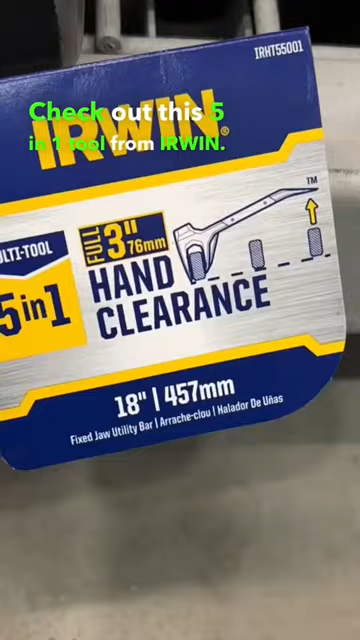 IRHT55001
IRWIN®
Check out this 5
in 1 tool from IRWIN.
ULTI-TOOL
5in1
FULL 3" 76mm
HAND
CLEARANCE
TM
18" | 457mm
Fixed Jaw Utility Bar | Arrache-clou | Halador De Uñas